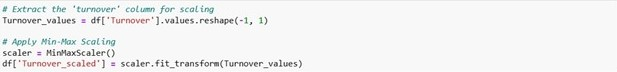 # Extract the 'turnover' column for scaling
Turnover_values = df['Turnover'].values.reshape(-1, 1)
# Apply Min-Max Scaling
scaler = MinMaxScaler()
df['Turnover_scaled'] = scaler.fit_transform(Turnover_values)